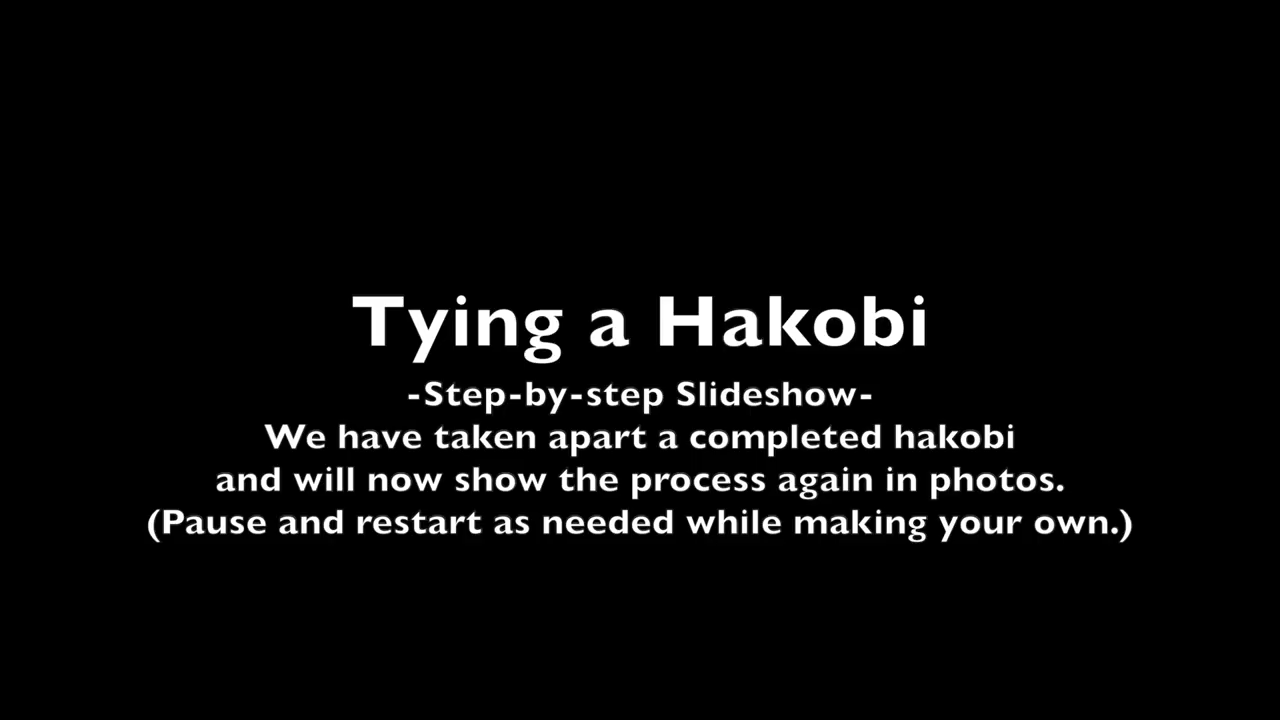 Tying a Hakobi
-Step-by-step Slideshow-
We have taken apart a completed hakobi
and will now show the process again in photos.
(Pause and restart as needed while making your own.)